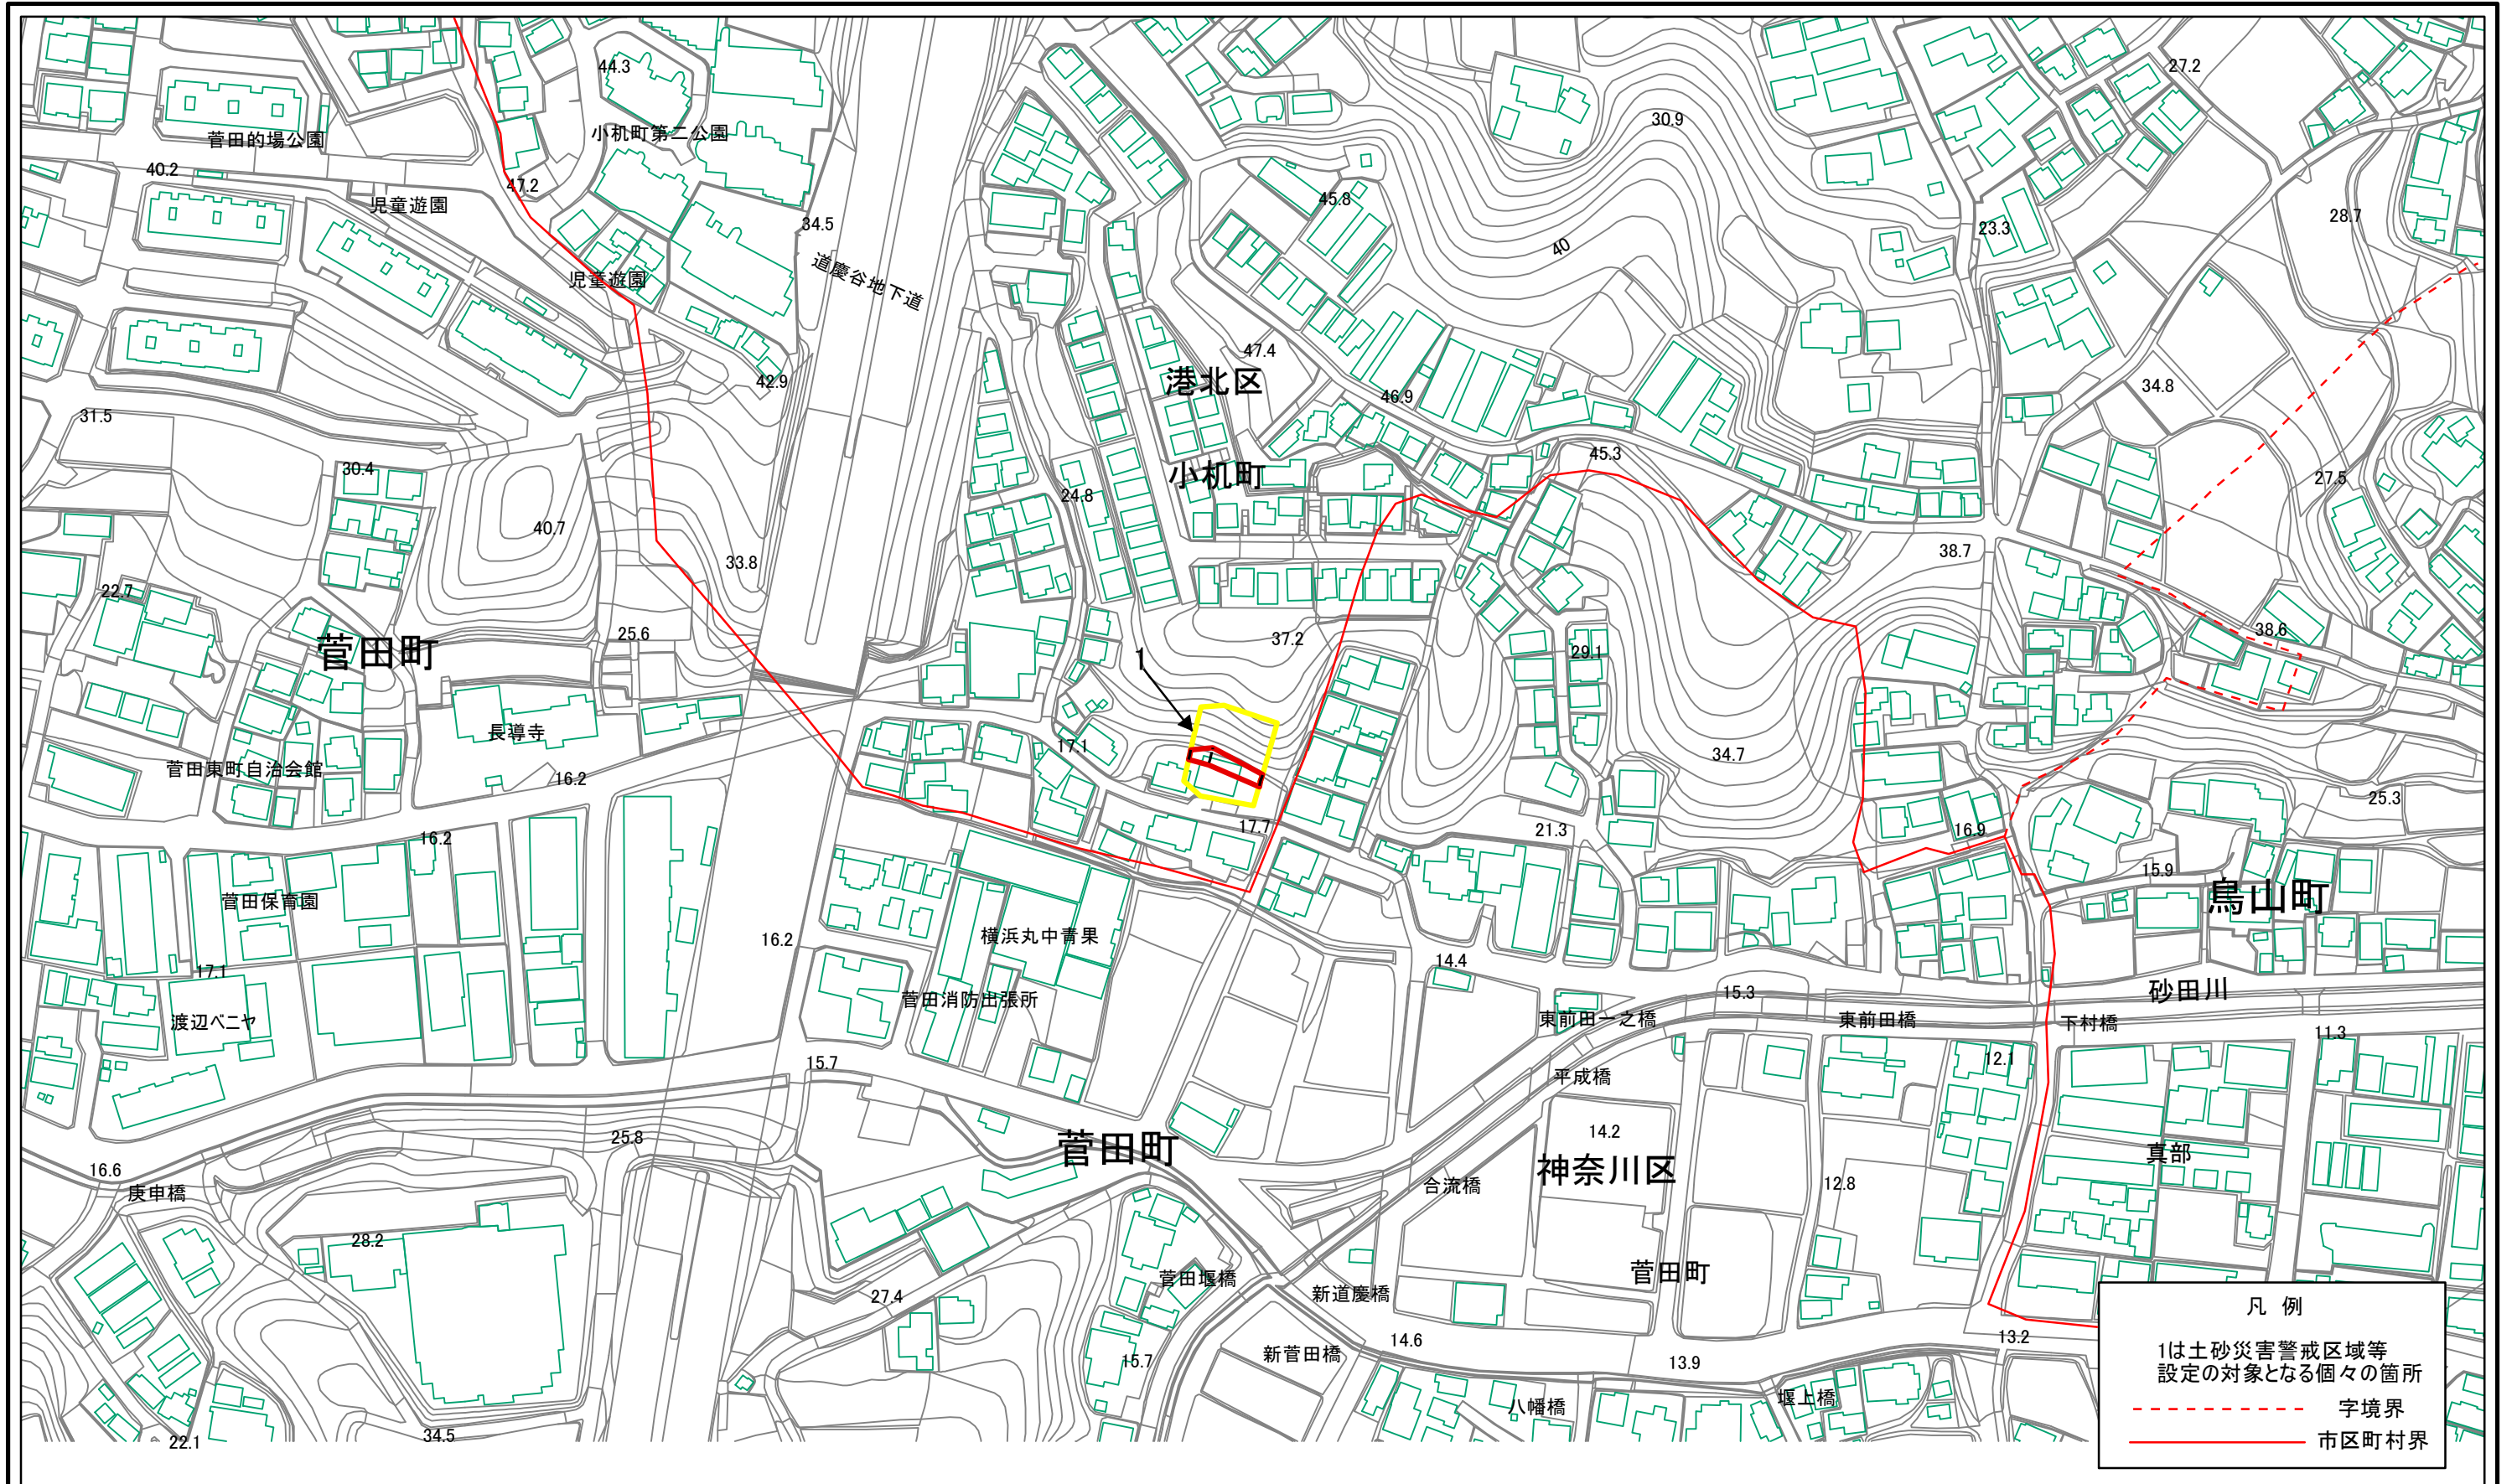 44.3
27.2
30.9
小机町第二公園
菅田的場公園
40.2
47.2
児童遊園
45.8
28.7
34.5
23.3
40
道慶谷地下道
児童遊園
47.4
港北区
42.9
46.9
34.8
31.5
45.3
30.4
小机町
24.8
27.5
40.7
38.7
33.8
22.7
25.6
38.6
菅田町
37.2
1
29.1
長導寺
17.1
34.7
菅田東町自治会館
16.2
1
25.3
17.7
21.3
16.9
16.2
15.9
鳥山町
菅田保育園
横浜丸中青果
16.2
14.4
17.1
砂田川
15.3
菅田消防出張所
渡辺ベニヤ
東前田一之橋
東前田橋
下村橋
11.3
15.7
12.1
平成橋
14.2
25.8
菅田町
真部
16.6
神奈川区
12.8
庚申橋
合流橋
28.2
菅田町
菅田堰橋
新道慶橋
27.4
凡 例
14.6
13.2
1は土砂災害警戒区域等
設定の対象となる個々の箇所
新菅田橋
15.7
13.9
堰上橋
八幡橋
字境界
34.5
22.1
市区町村界